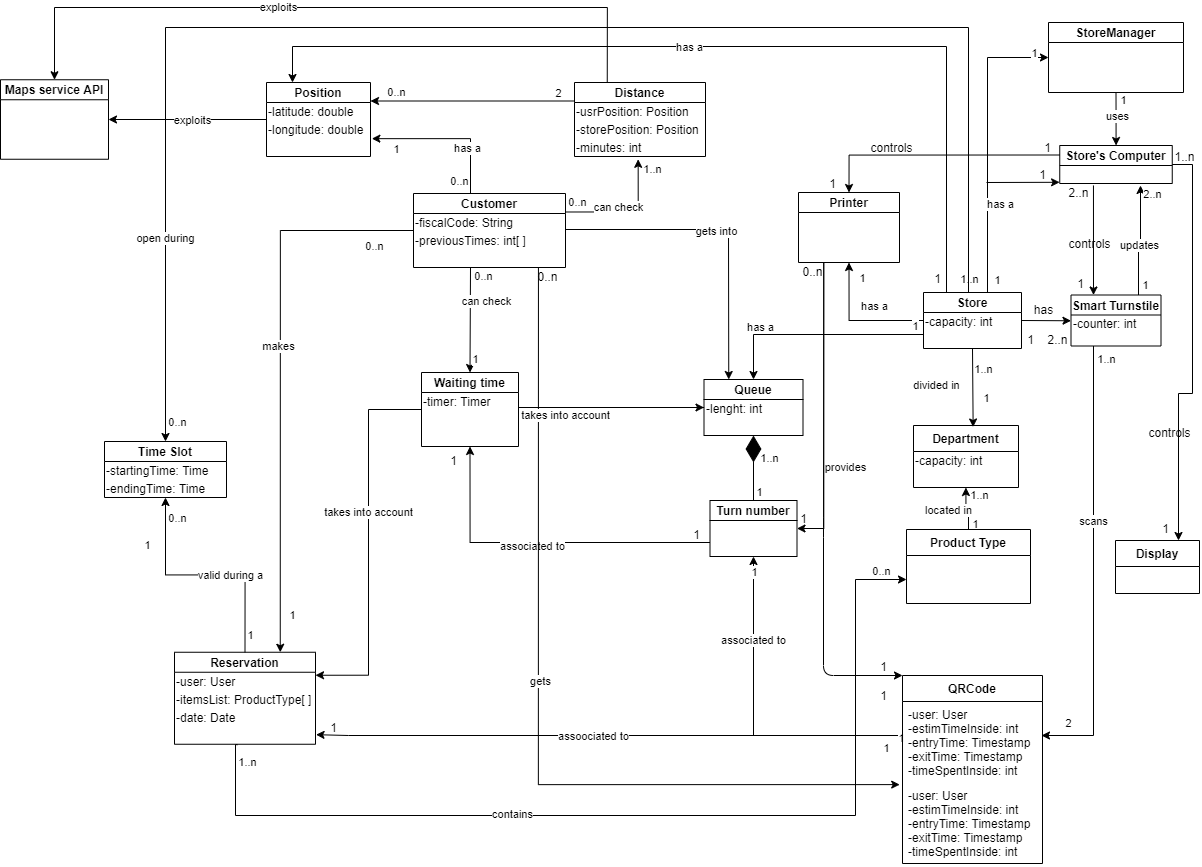 exploits
open during
has a
StoreManager
Maps service API
Position
-latitude: double
-longitude: double
0..n
2
Distance
-usrPosition: Position
-storePosition: Position
-minutes: int
1
1
uses
exploits
1
has a
0..n
1..n
controls
1
1
Store's Computer
1..n
1
2..n
2..n
has a
Customer
-fiscalCode: String
-previousTimes: int[ ]
0..n
can check
Printer
0..n
1
gets into
controls
updates
0..n
0..n
0..n
can check
1
1..n
1
1
1
Store
-capacity: int
has a
1
has
1
2..n
Smart Turnstile
-counter: int
1..n
has a
makes
1
Waiting time
-timer: Timer
takes into account
Queue
-lenght: int
1..n
divided in
1
Department
-capacity: int
0..n
Time Slot
-startingTime: Time
-endingTime: Time
controls
1
1..n
provides
1..n
located in
1
0..n
1
takes into account
1
Turn number
1
1
associated to
Product Type
scans
1
Display
valid during a
0..n
1
1
1
associated to
Reservation
-user: User
-itemsList: ProductType[ ]
-date: Date
gets
1
1
QRCode
-user: User
-estimTimeInside: int
-entryTime: Timestamp
-exitTime: Timestamp
-timeSpentInside: int
-user: User
-estimTimeInside: int
-entryTime: Timestamp
-exitTime: Timestamp
-timeSpentInside: int
2
1
assoociated to
1
1..n
contains